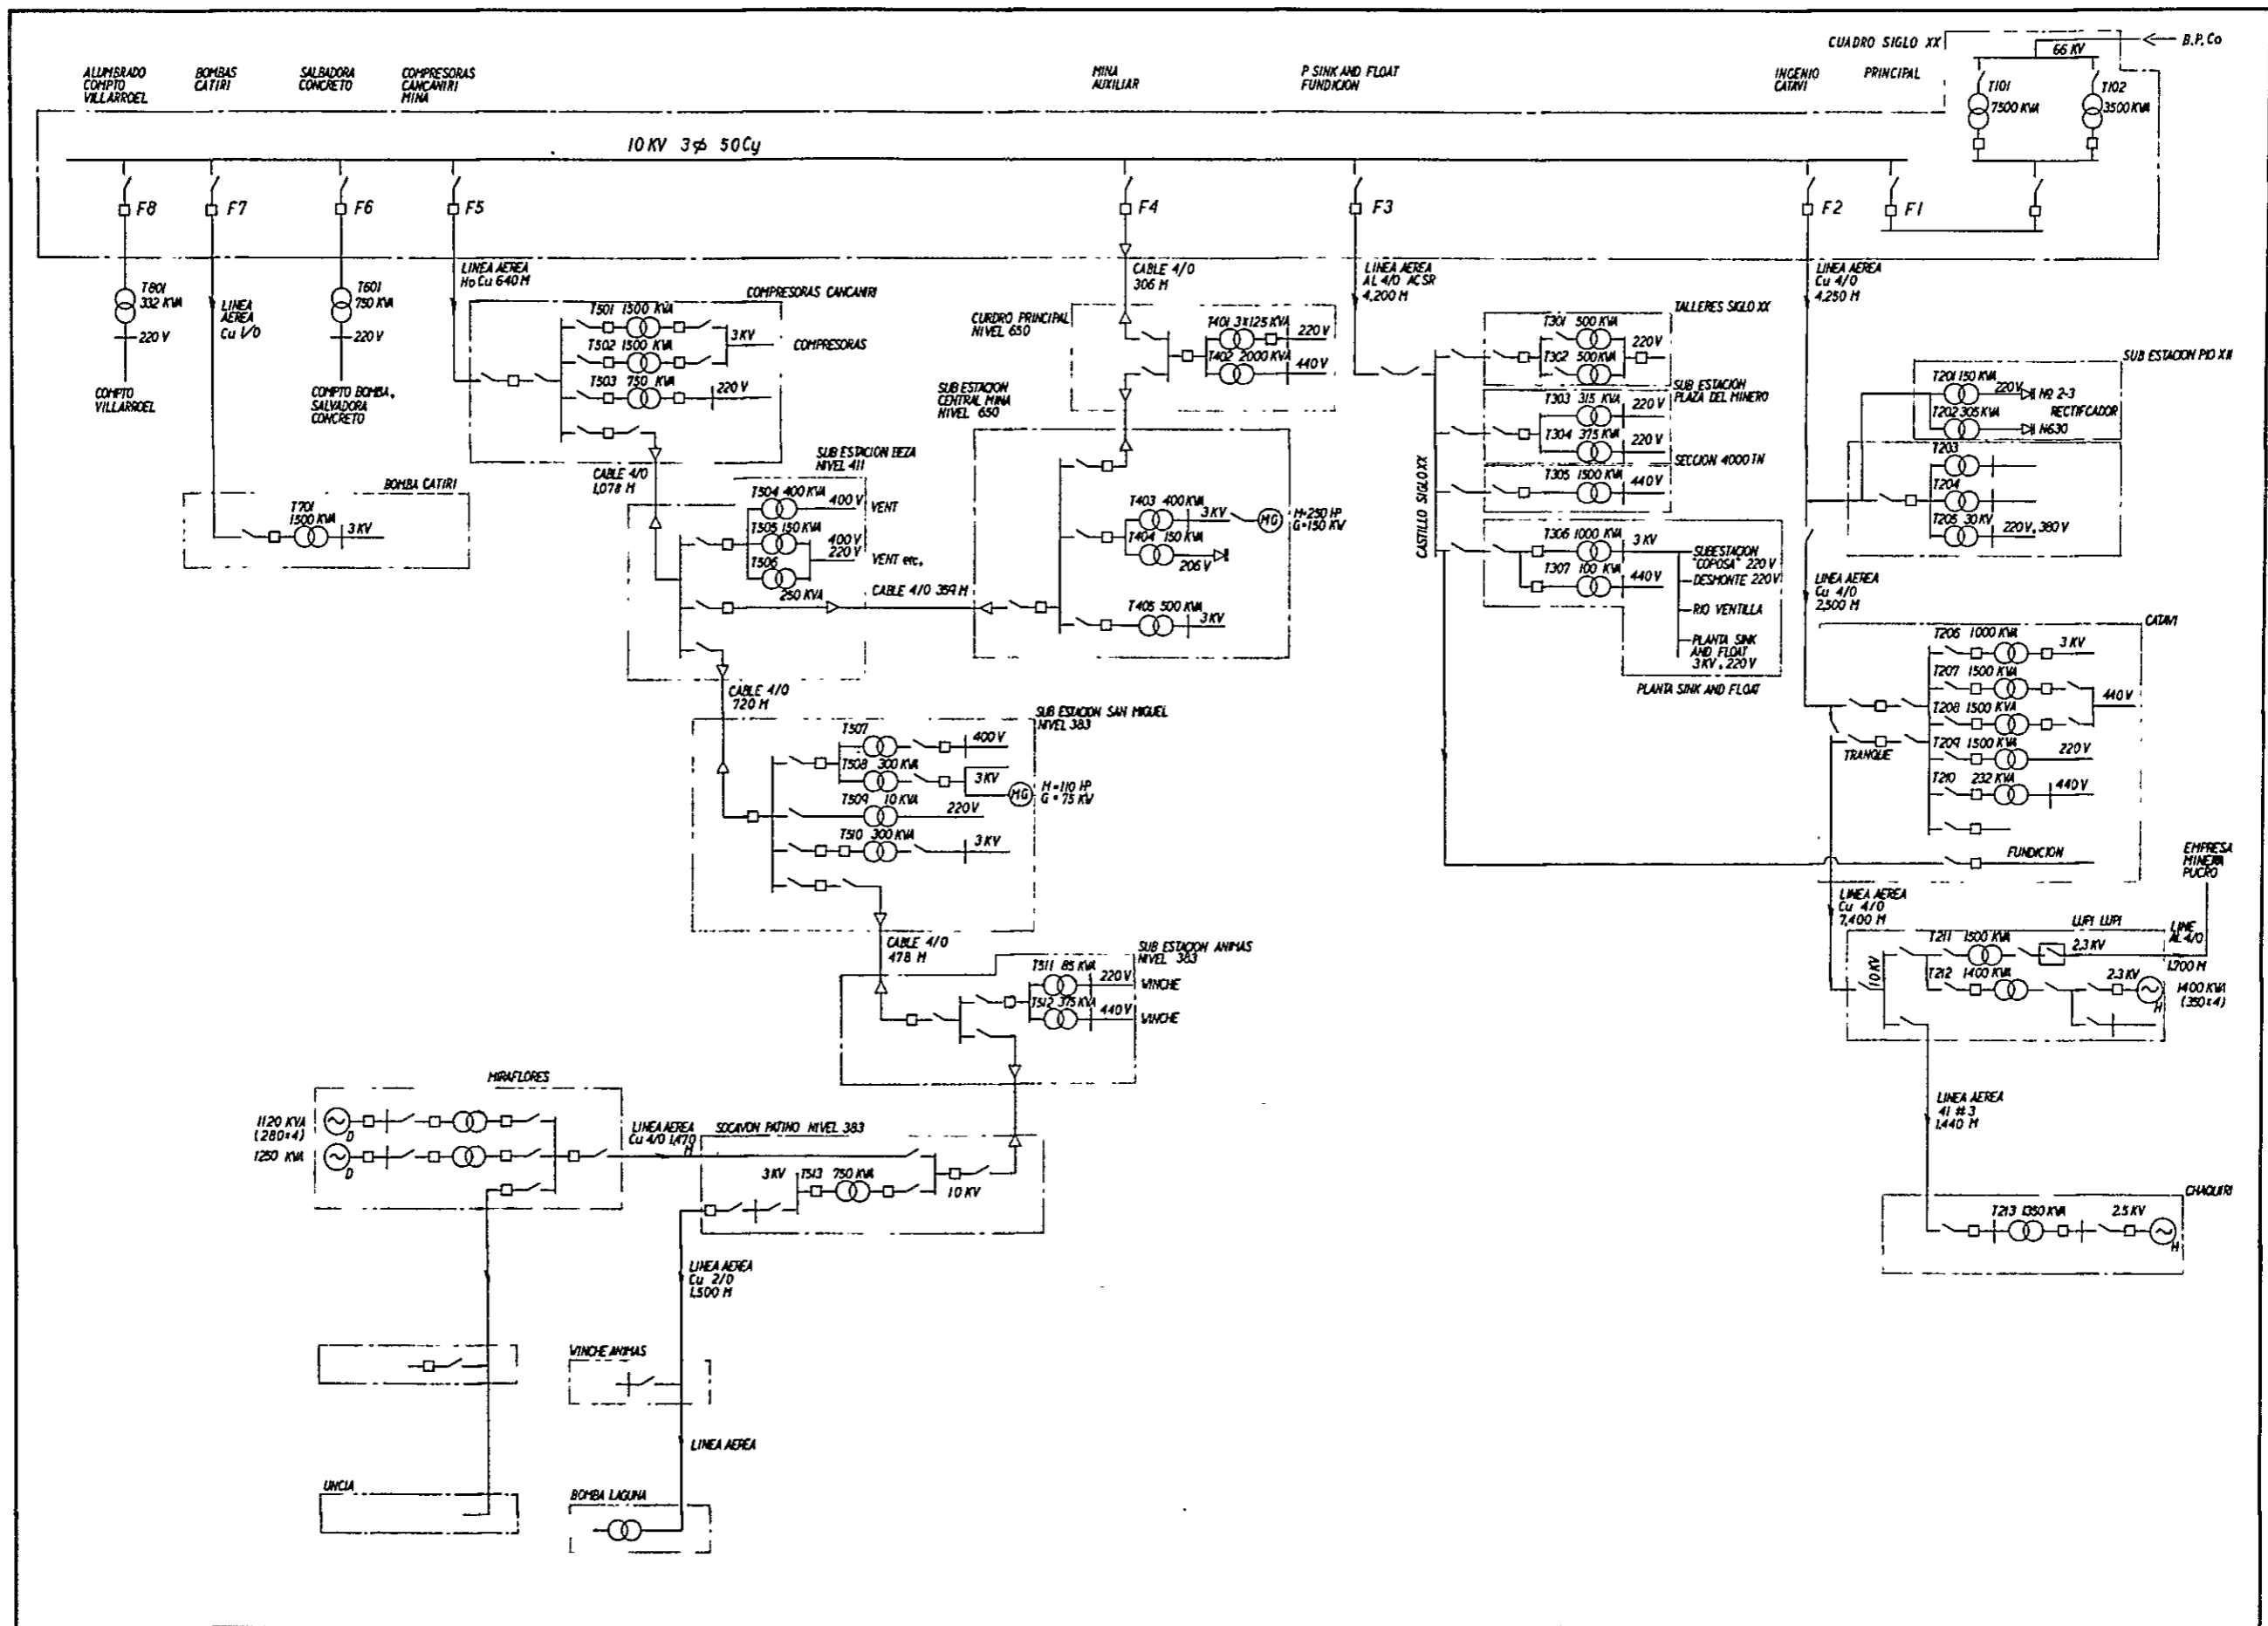 CUADRO SIGLO XX
66 KV
B.P.Co
T101
7500 KVA
T102
3500 KVA
ALUMBRADO
COMPTO
VILLARROEL
BOMBAS
CATIRI
SALBADORA
CONCRETO
COMPRESORAS
CANCANIRI
MINA
MINA
AUXILIAR
P SINK AND FLOAT
FUNDICION
INGENIO
CATAVI
PRINCIPAL
10 KV 3φ 50Cy
F8
F7
F6
F5
F4
F3
F2
F1
T801
332 KVA
220 V
COMPTO
VILLARROEL
LINEA
AEREA
Cu 1/0
T601
750 KVA
220 V
COMPTO BOMBA,
SALVADORA
CONCRETO
LINEA AEREA
Ho Cu 640 M
COMPRESORAS CANCANIRI
T501 1500 KVA
T502 1500 KVA
3 KV
COMPRESORAS
T503 750 KVA
220 V
CABLE 4/0
1,078 M
BOMBA CATIRI
T701
1500 KVA
3 KV
SUB ESTACION BEZA
NIVEL 411
T504 400 KVA
400 V
VENT
T505 150 KVA
400 V
220 V
T506
VENT etc,
250 KVA
CABLE 4/0 359 M
CABLE 4/0
720 M
CABLE 4/0
306 M
CURDRO PRINCIPAL
NIVEL 650
T401 3x125 KVA
220 V
T402 2000 KVA
440 V
SUB ESTACION
CENTRAL MINA
NIVEL 650
T403 400 KVA
3 KV
MG
M=250 HP
G=150 KW
T404 150 KVA
206 V
T405 500 KVA
3 KV
SUB ESTACION SAN MIGUEL
NIVEL 383
T507
400 V
T508 300 KVA
3 KV
MG
M=110 HP
G = 75 KW
T509 10 KVA
220 V
T510 300 KVA
3 KV
CABLE 4/0
478 M
SUB ESTACION ANIMAS
NIVEL 383
T511 85 KVA
220 V
WINCHE
T512 375 KVA
440 V
WINCHE
MIRAFLORES
1120 KVA
(280x4)
D
1250 KVA
D
LINEA AEREA
Cu 4/0 1,470
M
SOCAVON PATINO NIVEL 383
3 KV
T513 750 KVA
10 KV
LINEA AEREA
Cu 2/0
1,500 M
WINCHE ANIMAS
LINEA AEREA
UNCIA
BOMBA LAGUNA
LINEA AEREA
AL 4/0 ACSR
4,200 M
CASTILLO SIGLO XX
TALLERES SIGLO XX
T301 500 KVA
220 V
T302 500 KVA
SUB ESTACION
PLAZA DEL MINERO
T303 315 KVA
220 V
T304 375 KVA
220 V
SECCION 4000 TN
T305 1500 KVA
440 V
T306 1000 KVA
3 KV
T307 100 KVA
440 V
SUBESTACION
"COPOSA" 220 V
DESMONTE 220 V
RIO VENTILLA
PLANTA SINK
AND FLOAT
3 KV, 220 V
PLANTA SINK AND FLOAT
LINEA AEREA
Cu 4/0
4,250 M
SUB ESTACION PIO XII
T201 150 KVA
220 V
Nº 2-3
T202 305 KVA
RECTIFCADOR
N630
T203
T204
T205 30 KV
220 V, 380 V
LINEA AEREA
Cu 4/0
2,500 M
CATAVI
T206 1000 KVA
3 KV
T207 1500 KVA
440 V
T208 1500 KVA
T209 1500 KVA
220 V
TRANQUE
T210 232 KVA
440 V
FUNDICION
EMPRESA
MINERA
PUCRO
LINEA AEREA
Cu 4/0
7,400 M
LUPI LUPI
LINE
AL 4/0
1,700 M
T211 1500 KVA
2.3 KV
10 KV
T212 1400 KVA
2.3 KV
H
1400 KVA
(350x4)
LINEA AEREA
41 #3
1,440 M
CHAQUIRI
T213 1350 KVA
2.5 KV
H